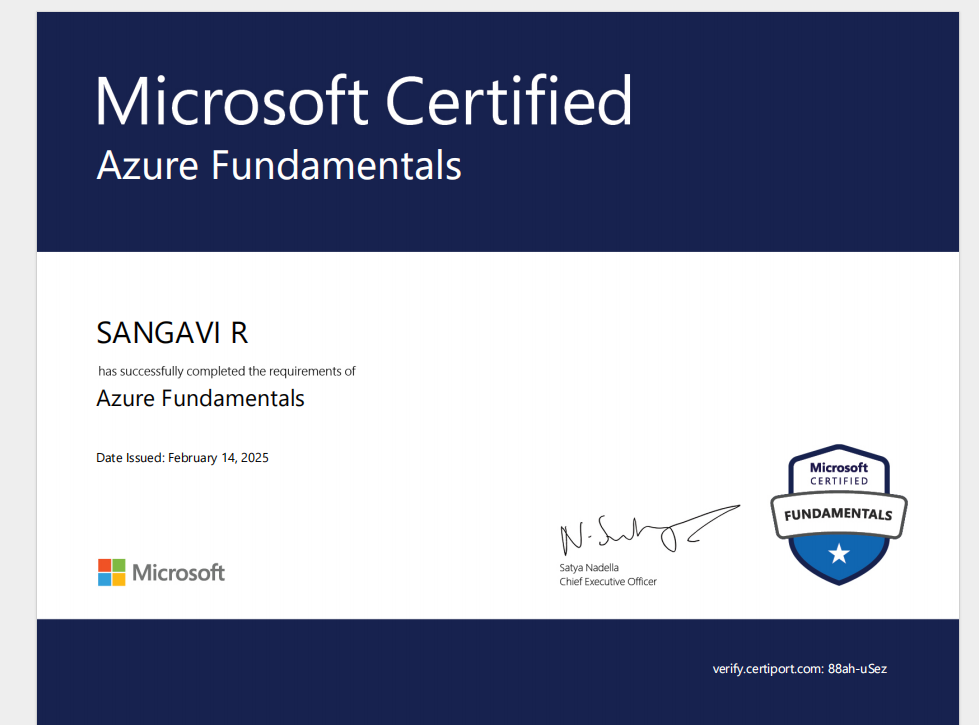 Microsoft Certified
Azure Fundamentals
SANGAVI R
has successfully completed the requirements of
Azure Fundamentals
Date Issued: February 14, 2025
Microsoft
CERTIFIED
FUNDAMENTALS
N. Satya
Satya Nadella
Chief Executive Officer
Microsoft
verify.certiport.com: 88ah-uSez